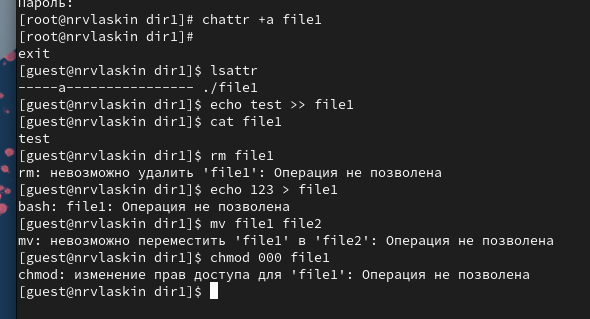 Пароль:
[root@nrvlaskin dir1]# chattr +a file1
[root@nrvlaskin dir1]#
exit
[guest@nrvlaskin dir1]$ lsattr
-----a---------------- ./file1
[guest@nrvlaskin dir1]$ echo test >> file1
[guest@nrvlaskin dir1]$ cat file1
test
[guest@nrvlaskin dir1]$ rm file1
rm: невозможно удалить 'file1': Операция не позволена
[guest@nrvlaskin dir1]$ echo 123 > file1
bash: file1: Операция не позволена
[guest@nrvlaskin dir1]$ mv file1 file2
mv: невозможно переместить 'file1' в 'file2': Операция не позволена
[guest@nrvlaskin dir1]$ chmod 000 file1
chmod: изменение прав доступа для 'file1': Операция не позволена
[guest@nrvlaskin dir1]$